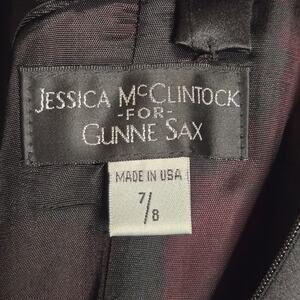 JESSICA MCCLINTOCK
-FOR-
GUNNE SAX
MADE IN USA
7/8